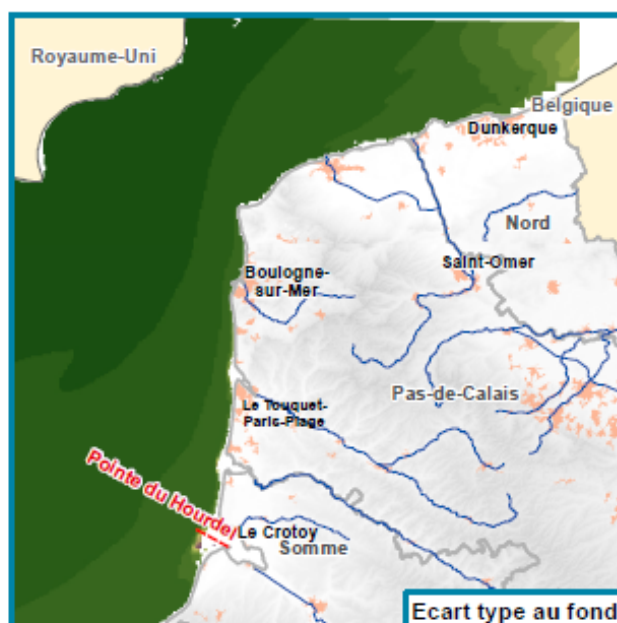 Royaume-Uni
Belgique
Dunkerque
Nord
Saint-Omer
Boulogne-
sur-Mer
Pas-de-Calais
Le Touquet-
Paris-Plage
Pointe du Hourdel
Le Crotoy
Somme
Ecart type au fond